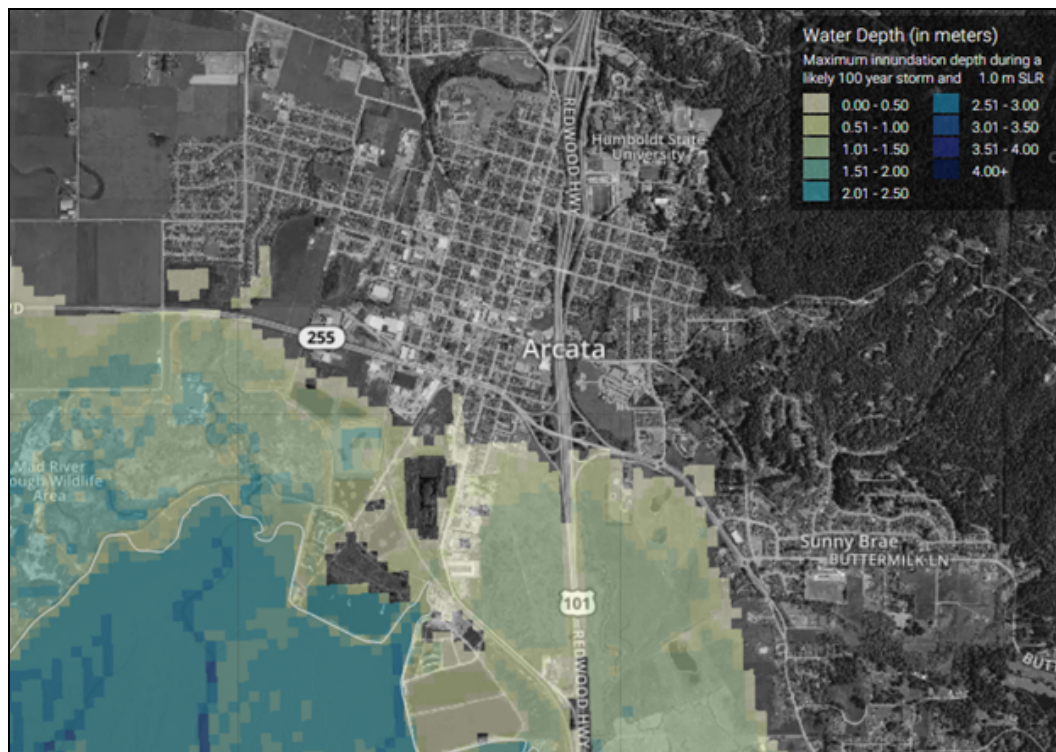 Water Depth (in meters)
Maximum innundation depth during a
likely 100 year storm and 1.0 m SLR
0.00 - 0.50
0.51 - 1.00
1.01 - 1.50
1.51 - 2.00
2.01 - 2.50
2.51 - 3.00
3.01 - 3.50
3.51 - 4.00
4.00+
REDWOOD HWY
Humboldt State
University
255
Arcata
Mad River
ough Wildlife
Area
Sunny Brae
BUTTERMILK LN
101
REDWOOD HWY
BUTT